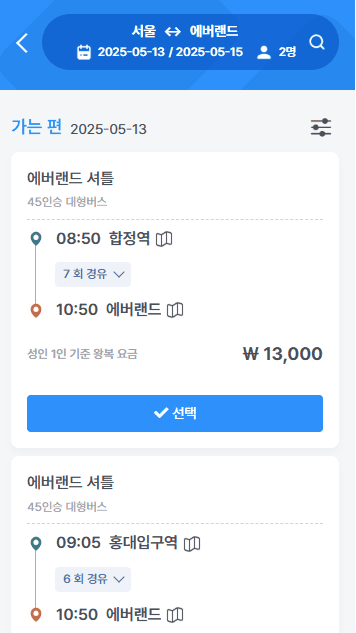 서울 ↔ 에버랜드
2025-05-13 / 2025-05-15 2명
가는 편 2025-05-13
에버랜드 셔틀
45인승 대형버스
08:50 합정역
7 회 경유
10:50 에버랜드
성인 1인 기준 왕복 요금 ₩ 13,000
선택
에버랜드 셔틀
45인승 대형버스
09:05 홍대입구역
6 회 경유
10:50 에버랜드